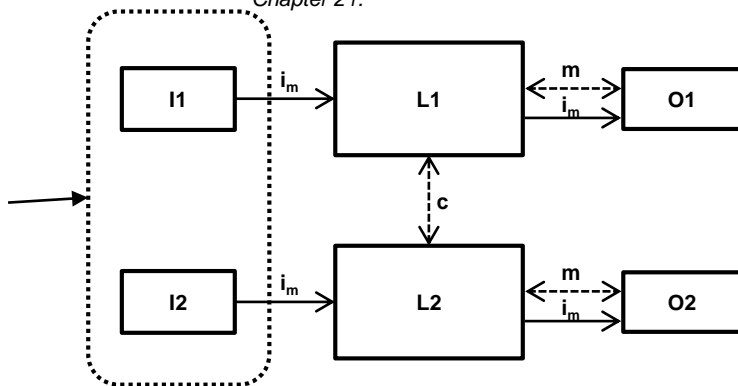 Chapter 21.
I1 i_m L1 m O1
i_m
c
I2 i_m L2 m O2
i_m